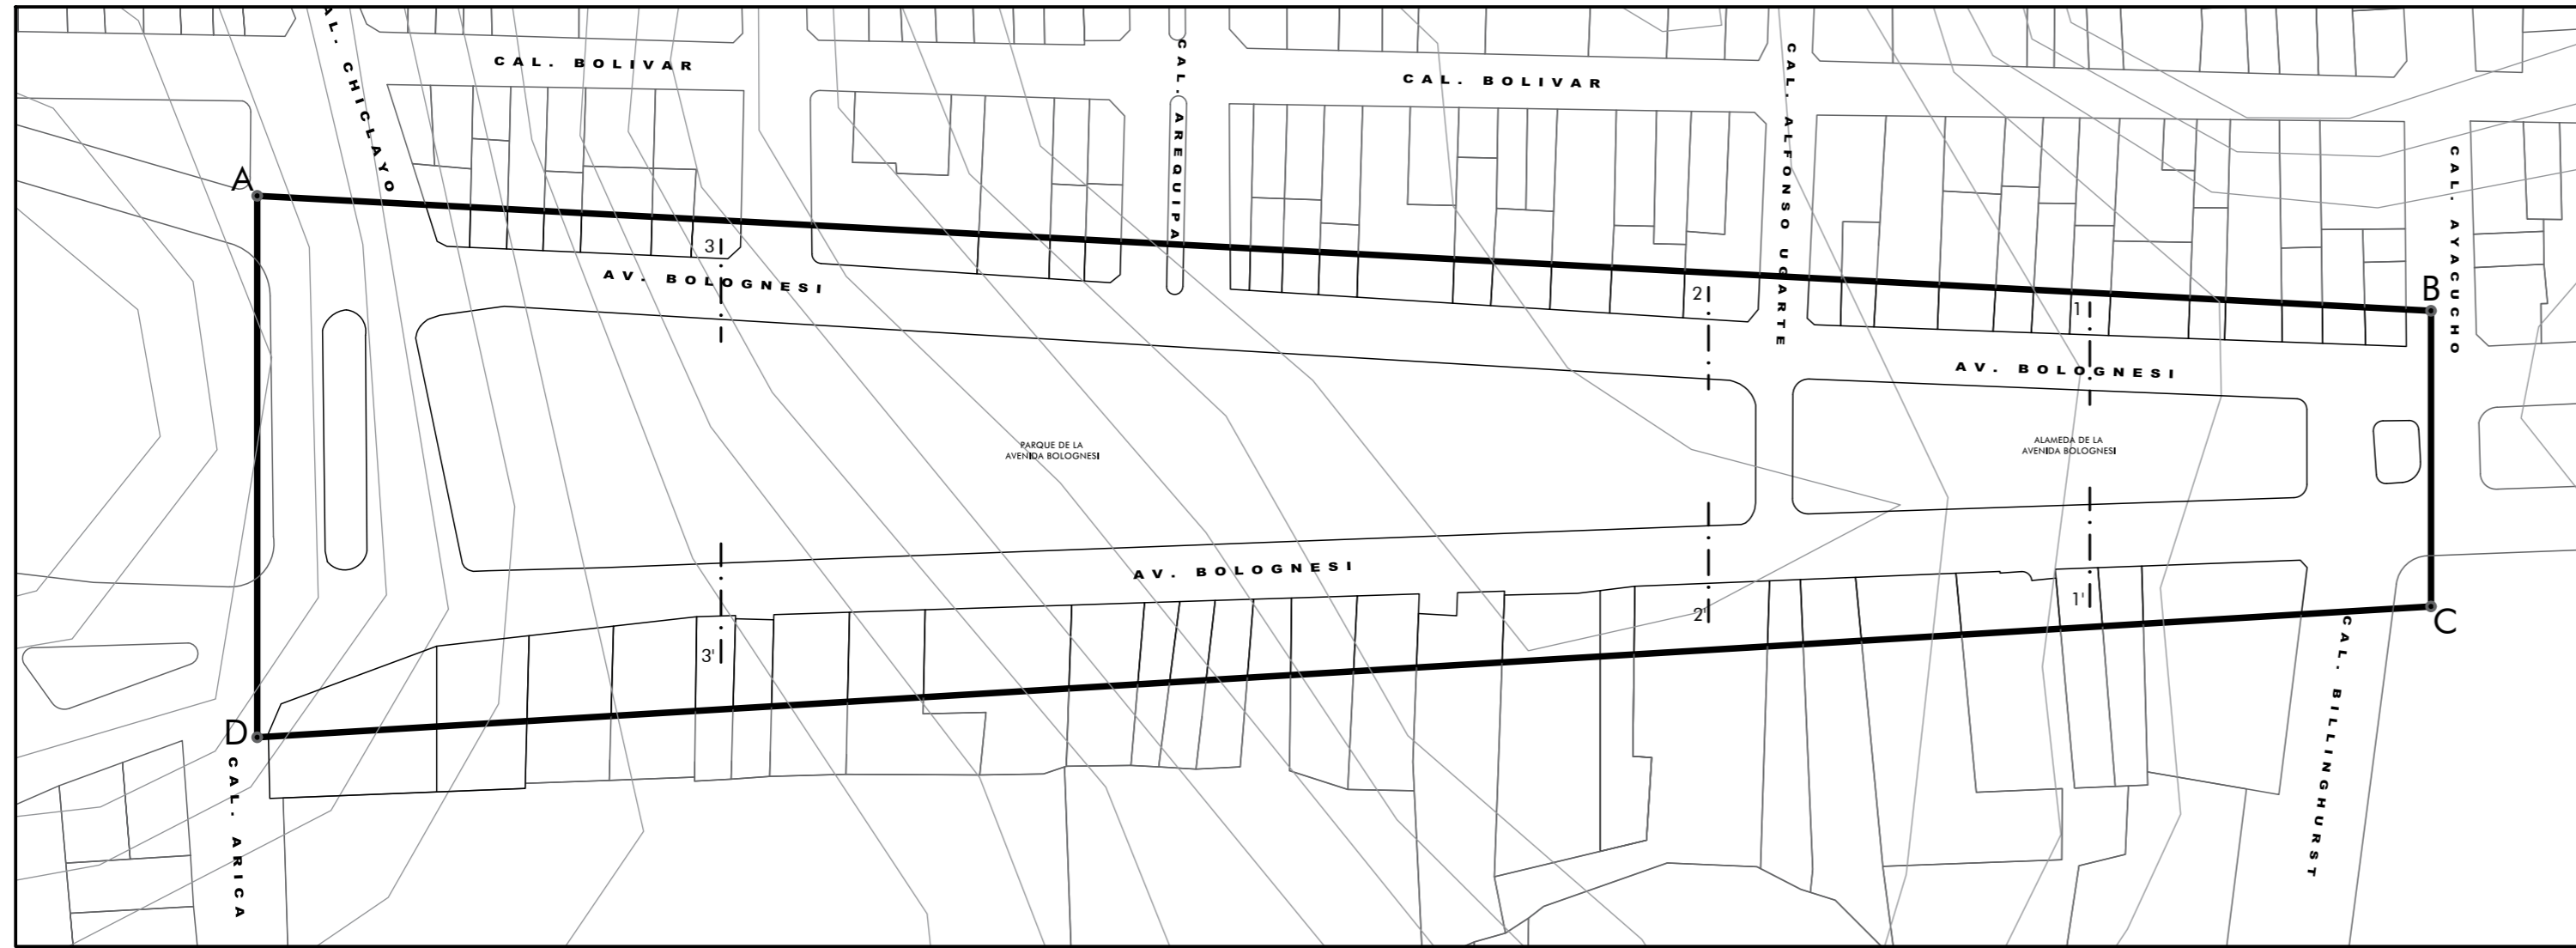 CAL. CHICLAYO
CAL. BOLIVAR
CAL. AREQUIPA
CAL. BOLIVAR
CAL. ALFONSO UGARTE
CAL. AYACUCHO
A
B
3
AV. BOLOGNESI
2
1
AV. BOLOGNESI
PARQUE DE LA
AVENIDA BOLOGNESI
ALAMEDA DE LA
AVENIDA BOLOGNESI
AV. BOLOGNESI
3'
2'
1'
C
D
CAL. ARICA
CAL. BILLINGHURST